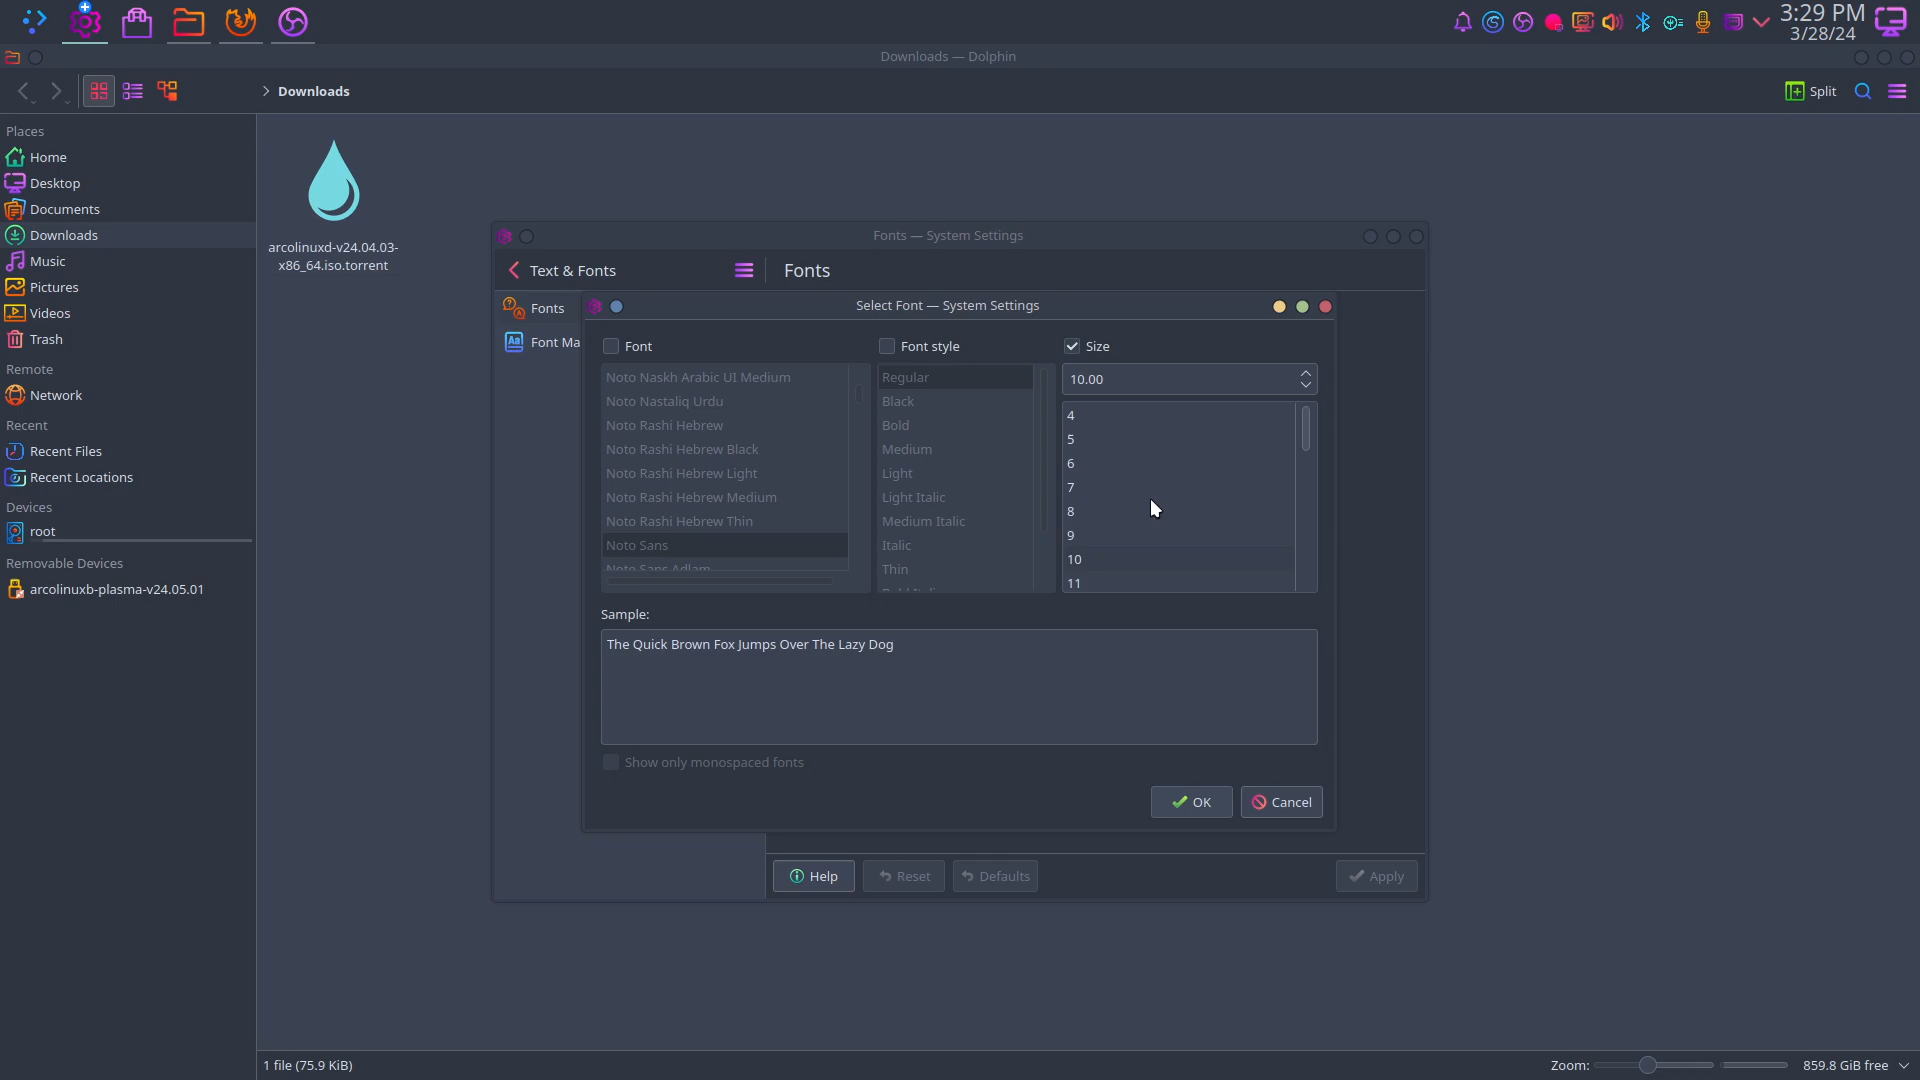 3:29 PM
3/28/24
Downloads — Dolphin
Downloads
Split
Places
Home
Desktop
Documents
Downloads
Music
Pictures
Videos
Trash
Remote
Network
Recent
Recent Files
Recent Locations
Devices
root
Removable Devices
arcolinuxb-plasma-v24.05.01
arcolinuxd-v24.04.03-
x86_64.iso.torrent
Fonts — System Settings
Text & Fonts
Fonts
Fonts
Font Ma
Select Font — System Settings
Font
Font style
Size
Noto Naskh Arabic UI Medium
Noto Nastaliq Urdu
Noto Rashi Hebrew
Noto Rashi Hebrew Black
Noto Rashi Hebrew Light
Noto Rashi Hebrew Medium
Noto Rashi Hebrew Thin
Noto Sans
Noto Sans Adlam
Regular
Black
Bold
Medium
Light
Light Italic
Medium Italic
Italic
Thin
Bold Italic
10.00
4
5
6
7
8
9
10
11
Sample:
The Quick Brown Fox Jumps Over The Lazy Dog
Show only monospaced fonts
OK
Cancel
Help
Reset
Defaults
Apply
1 file (75.9 KiB)
Zoom:
859.8 GiB free